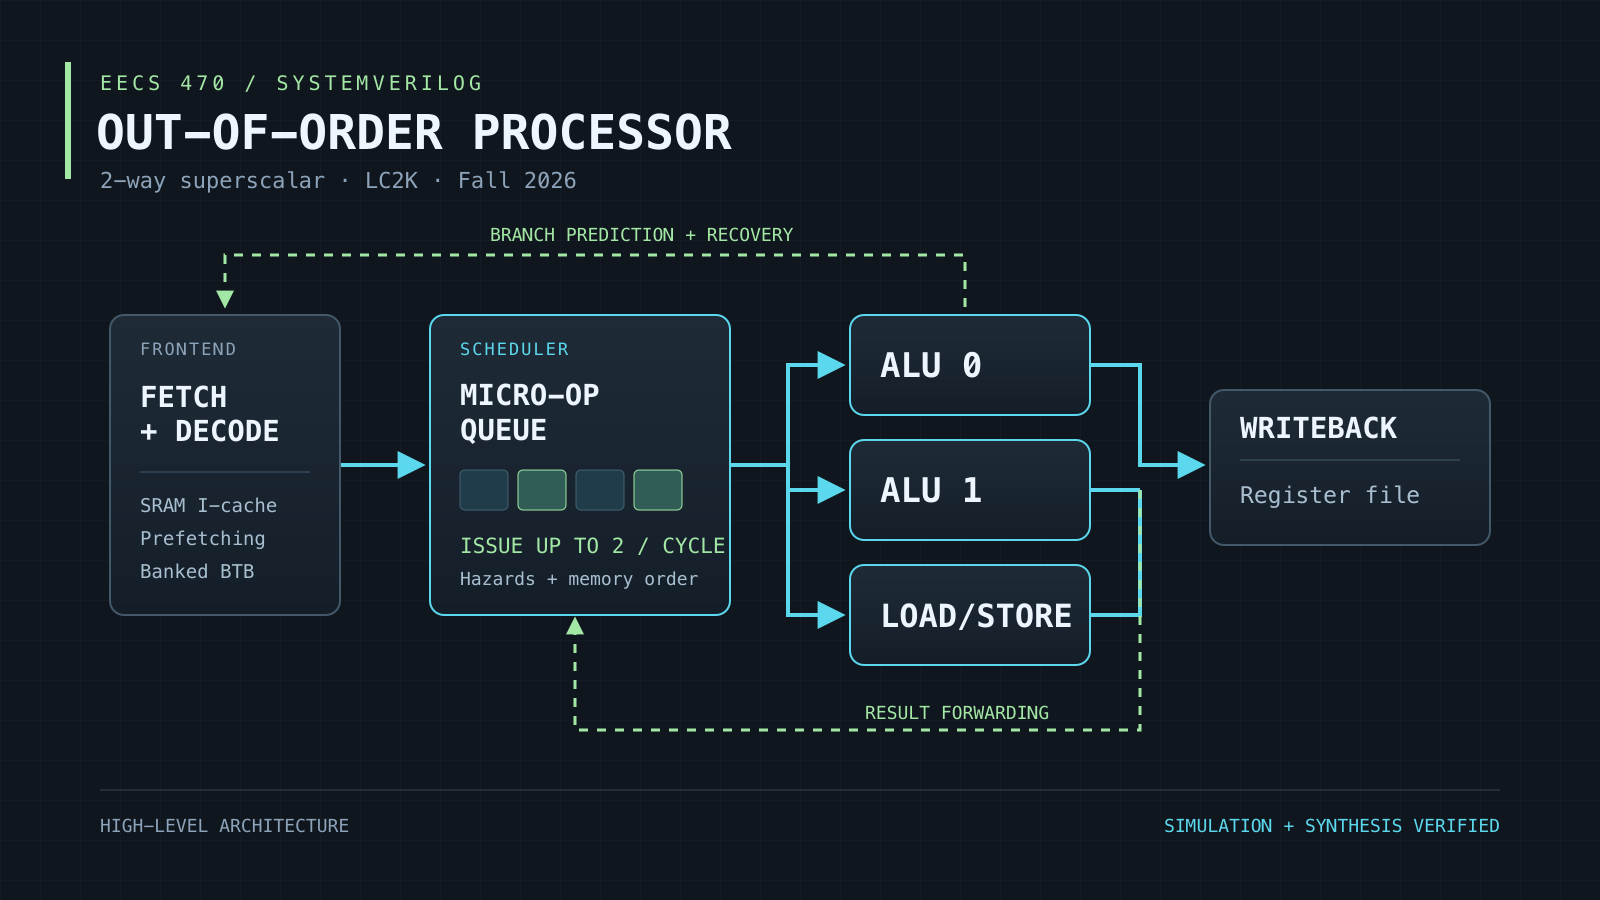 EECS 470 / SYSTEMVERILOG
OUT-OF-ORDER PROCESSOR
2-way superscalar · LC2K · Fall 2026
BRANCH PREDICTION + RECOVERY
FRONTEND
FETCH
+ DECODE
SRAM I-cache
Prefetching
Banked BTB
SCHEDULER
MICRO-OP
QUEUE
ISSUE UP TO 2 / CYCLE
Hazards + memory order
ALU 0
ALU 1
LOAD/STORE
WRITEBACK
Register file
RESULT FORWARDING
HIGH-LEVEL ARCHITECTURE
SIMULATION + SYNTHESIS VERIFIED